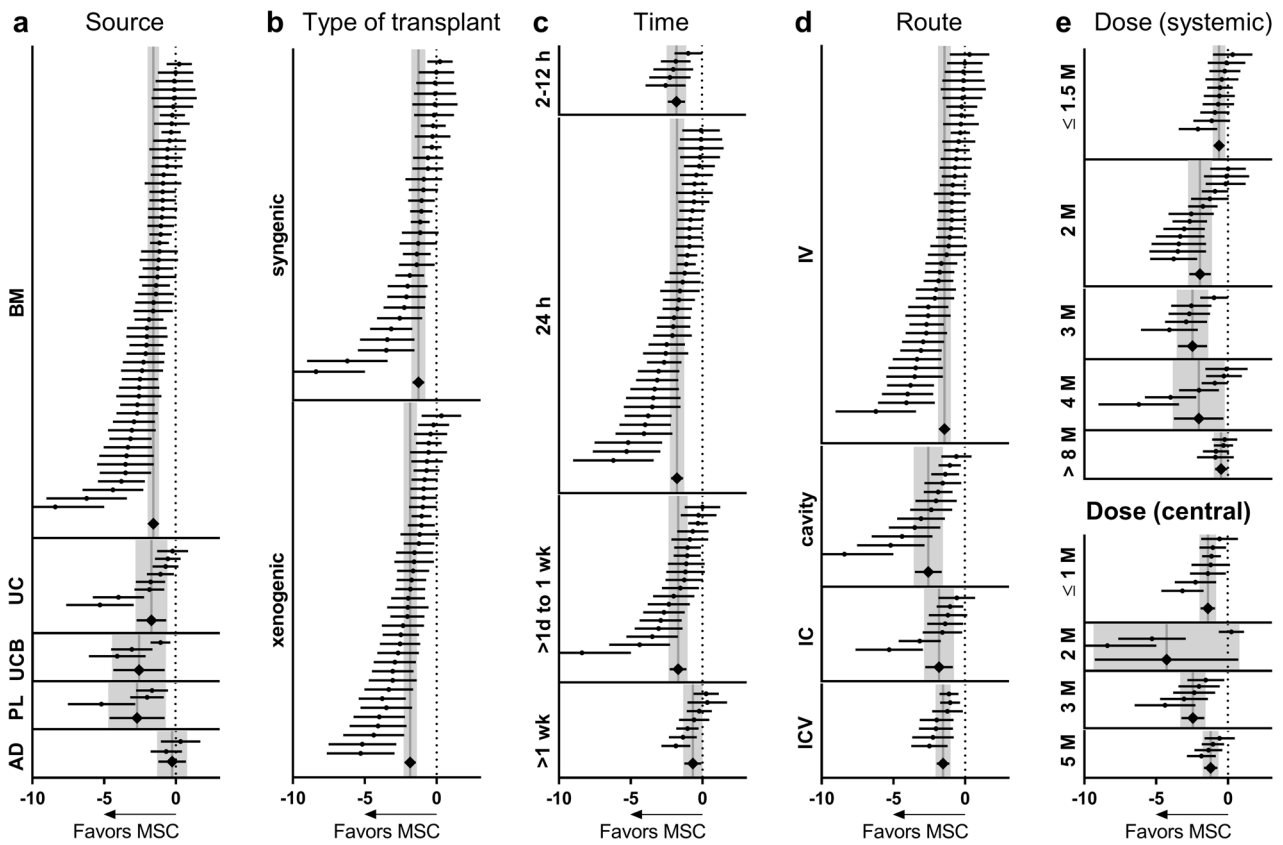 a Source
BM
UC
UCB
PL
AD
-10 -5 0
Favors MSC
b Type of transplant
syngenic
xenogenic
-10 -5 0
Favors MSC
c Time
2-12 h
24 h
>1d to 1 wk
>1 wk
-10 -5 0
Favors MSC
d Route
IV
cavity
IC
ICV
-10 -5 0
Favors MSC
e Dose (systemic)
≤ 1.5 M
2 M
3 M
4 M
> 8 M
Dose (central)
≤ 1 M
2 M
3 M
5 M
-10 -5 0
Favors MSC